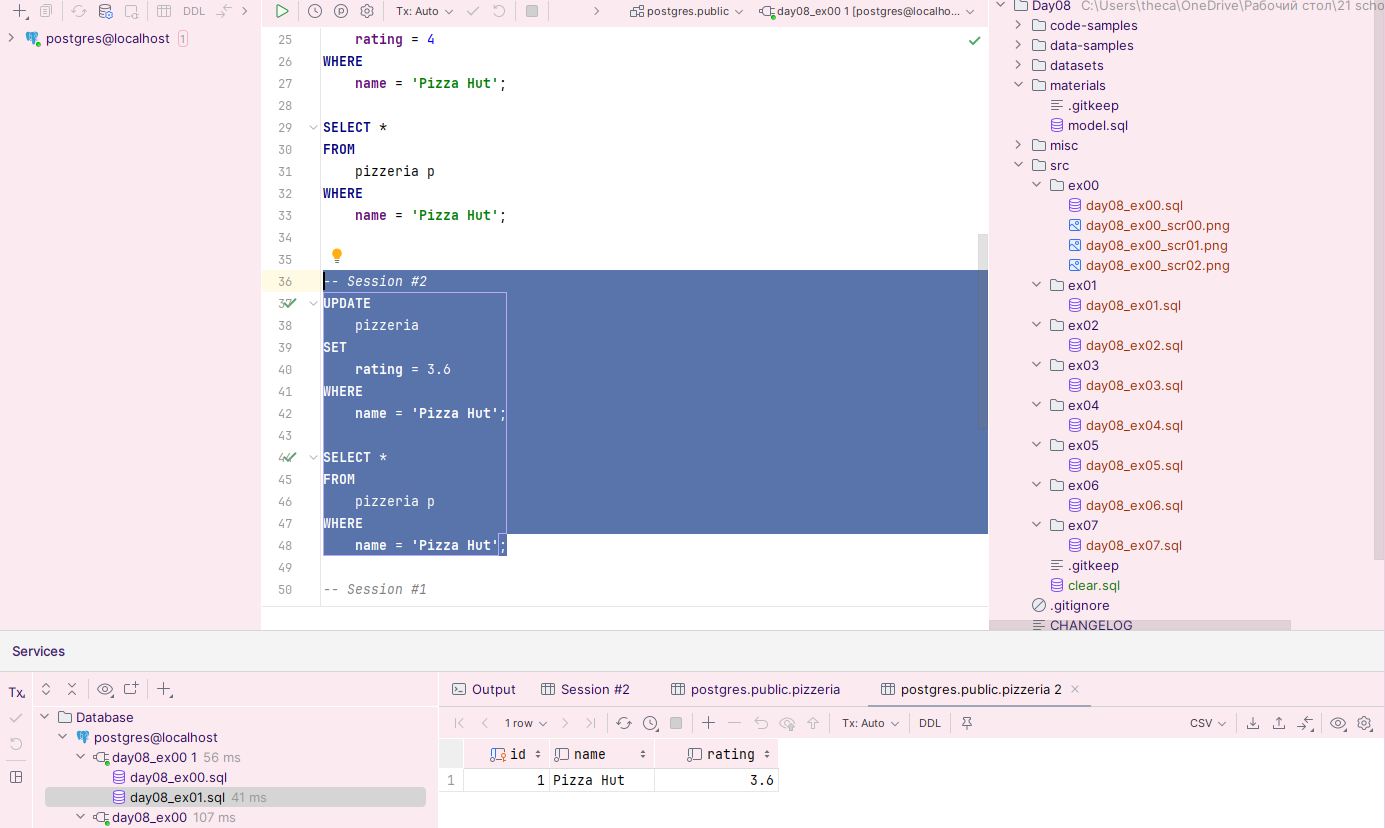 DDL
postgres@localhost 1
Tx: Auto
postgres.public
day08_ex00 1 [postgres@localho...
25 rating = 4
26 WHERE
27 name = 'Pizza Hut';
28
29 SELECT *
30 FROM
31 pizzeria p
32 WHERE
33 name = 'Pizza Hut';
34
35
36 -- Session #2
37 UPDATE
38 pizzeria
39 SET
40 rating = 3.6
41 WHERE
42 name = 'Pizza Hut';
43
44 SELECT *
45 FROM
46 pizzeria p
47 WHERE
48 name = 'Pizza Hut';
49
50 -- Session #1
Day08 C:\Users\theca\OneDrive\Рабочий стол\21 scho
code-samples
data-samples
datasets
materials
.gitkeep
model.sql
misc
src
ex00
day08_ex00.sql
day08_ex00_scr00.png
day08_ex00_scr01.png
day08_ex00_scr02.png
ex01
day08_ex01.sql
ex02
day08_ex02.sql
ex03
day08_ex03.sql
ex04
day08_ex04.sql
ex05
day08_ex05.sql
ex06
day08_ex06.sql
ex07
day08_ex07.sql
.gitkeep
clear.sql
.gitignore
CHANGELOG
Services
Tx
Database
postgres@localhost
day08_ex00 1 56 ms
day08_ex00.sql
day08_ex01.sql 41 ms
day08_ex00 107 ms
Output Session #2 postgres.public.pizzeria postgres.public.pizzeria 2
1 row Tx: Auto DDL CSV
id name rating
1 1 Pizza Hut 3.6